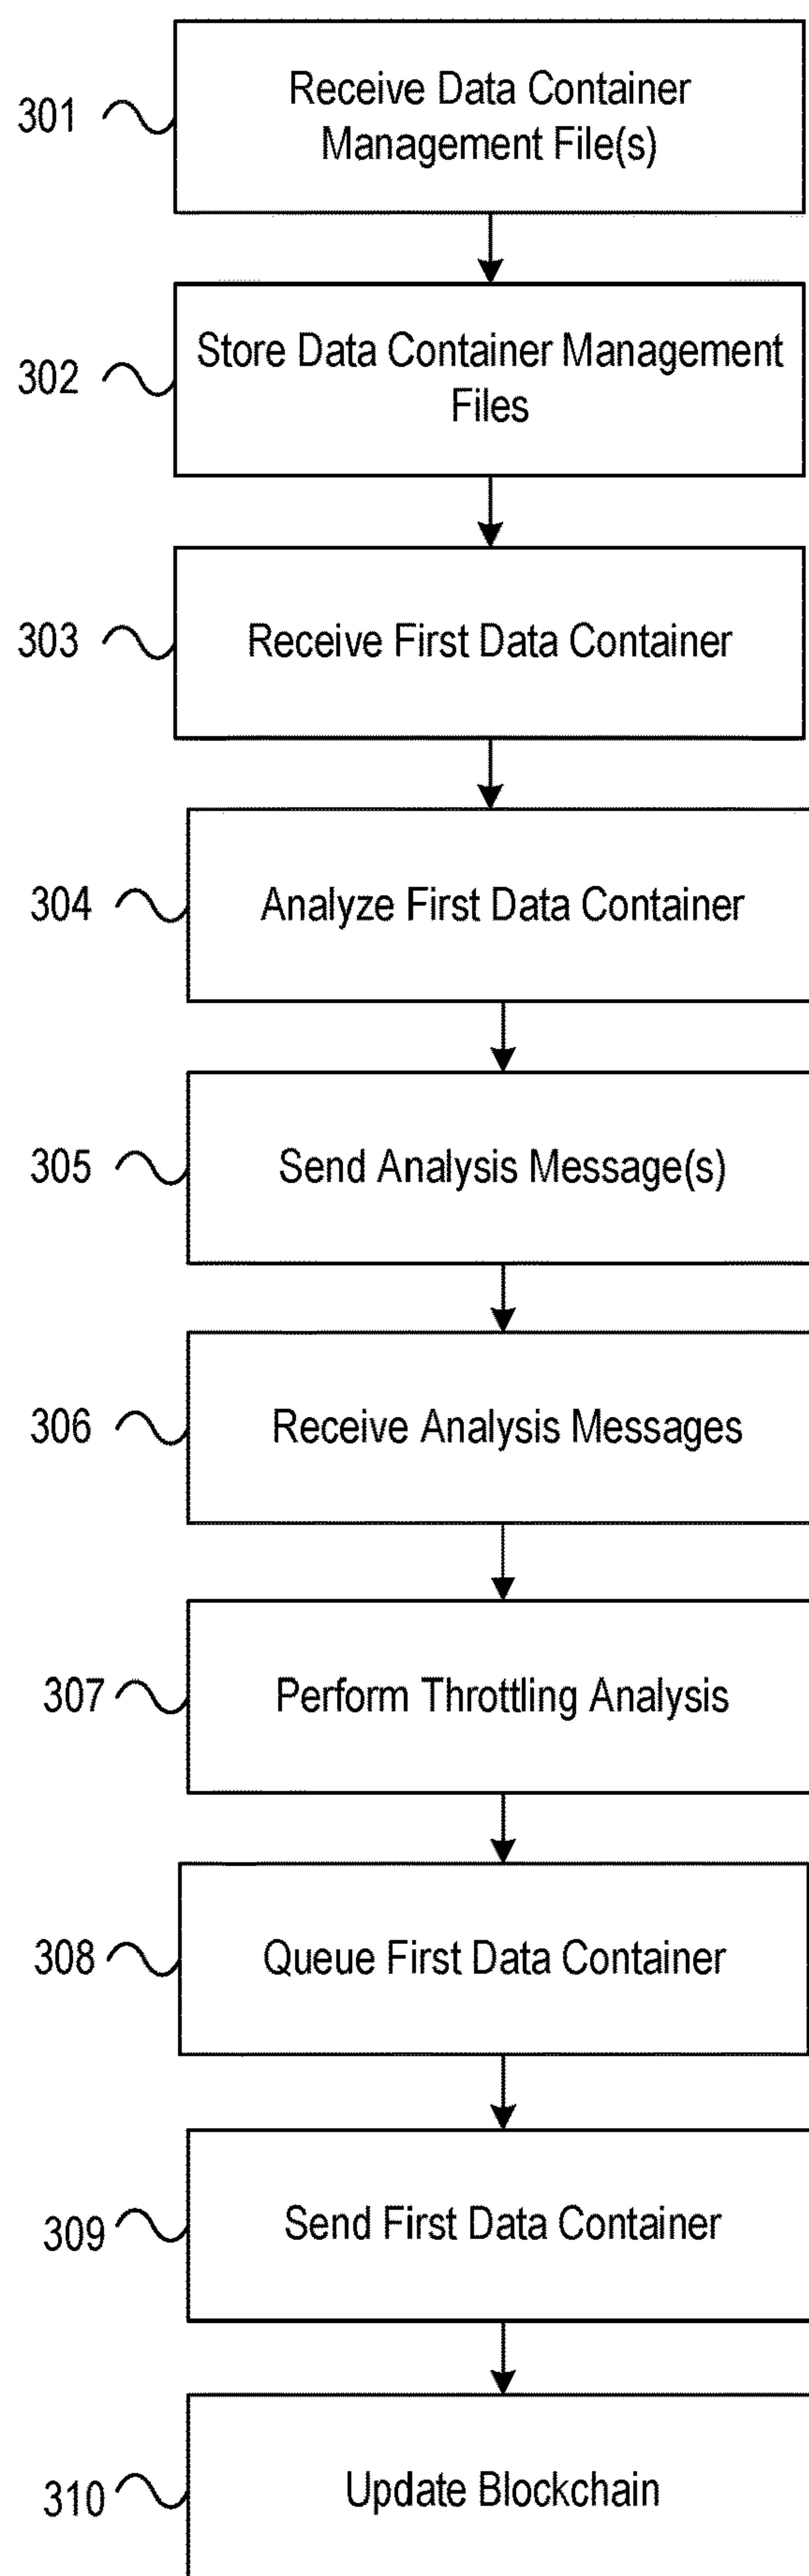 301
Receive Data Container
Management File(s)
302
Store Data Container Management
Files
303
Receive First Data Container
304
Analyze First Data Container
305
Send Analysis Message(s)
306
Receive Analysis Messages
307
Perform Throttling Analysis
308
Queue First Data Container
309
Send First Data Container
310
Update Blockchain